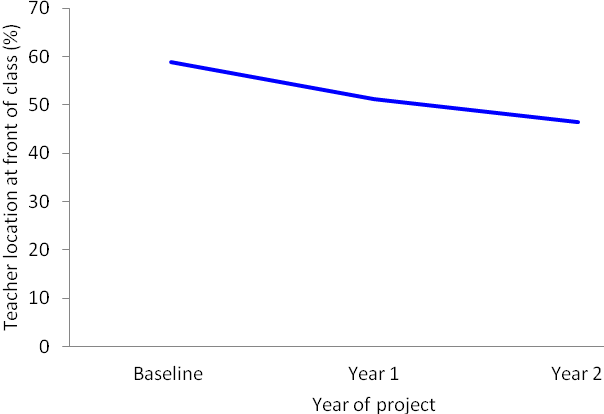 Teacher location at front of class (%)
70
60
50
40
30
20
10
0
Baseline Year 1 Year 2
Year of project